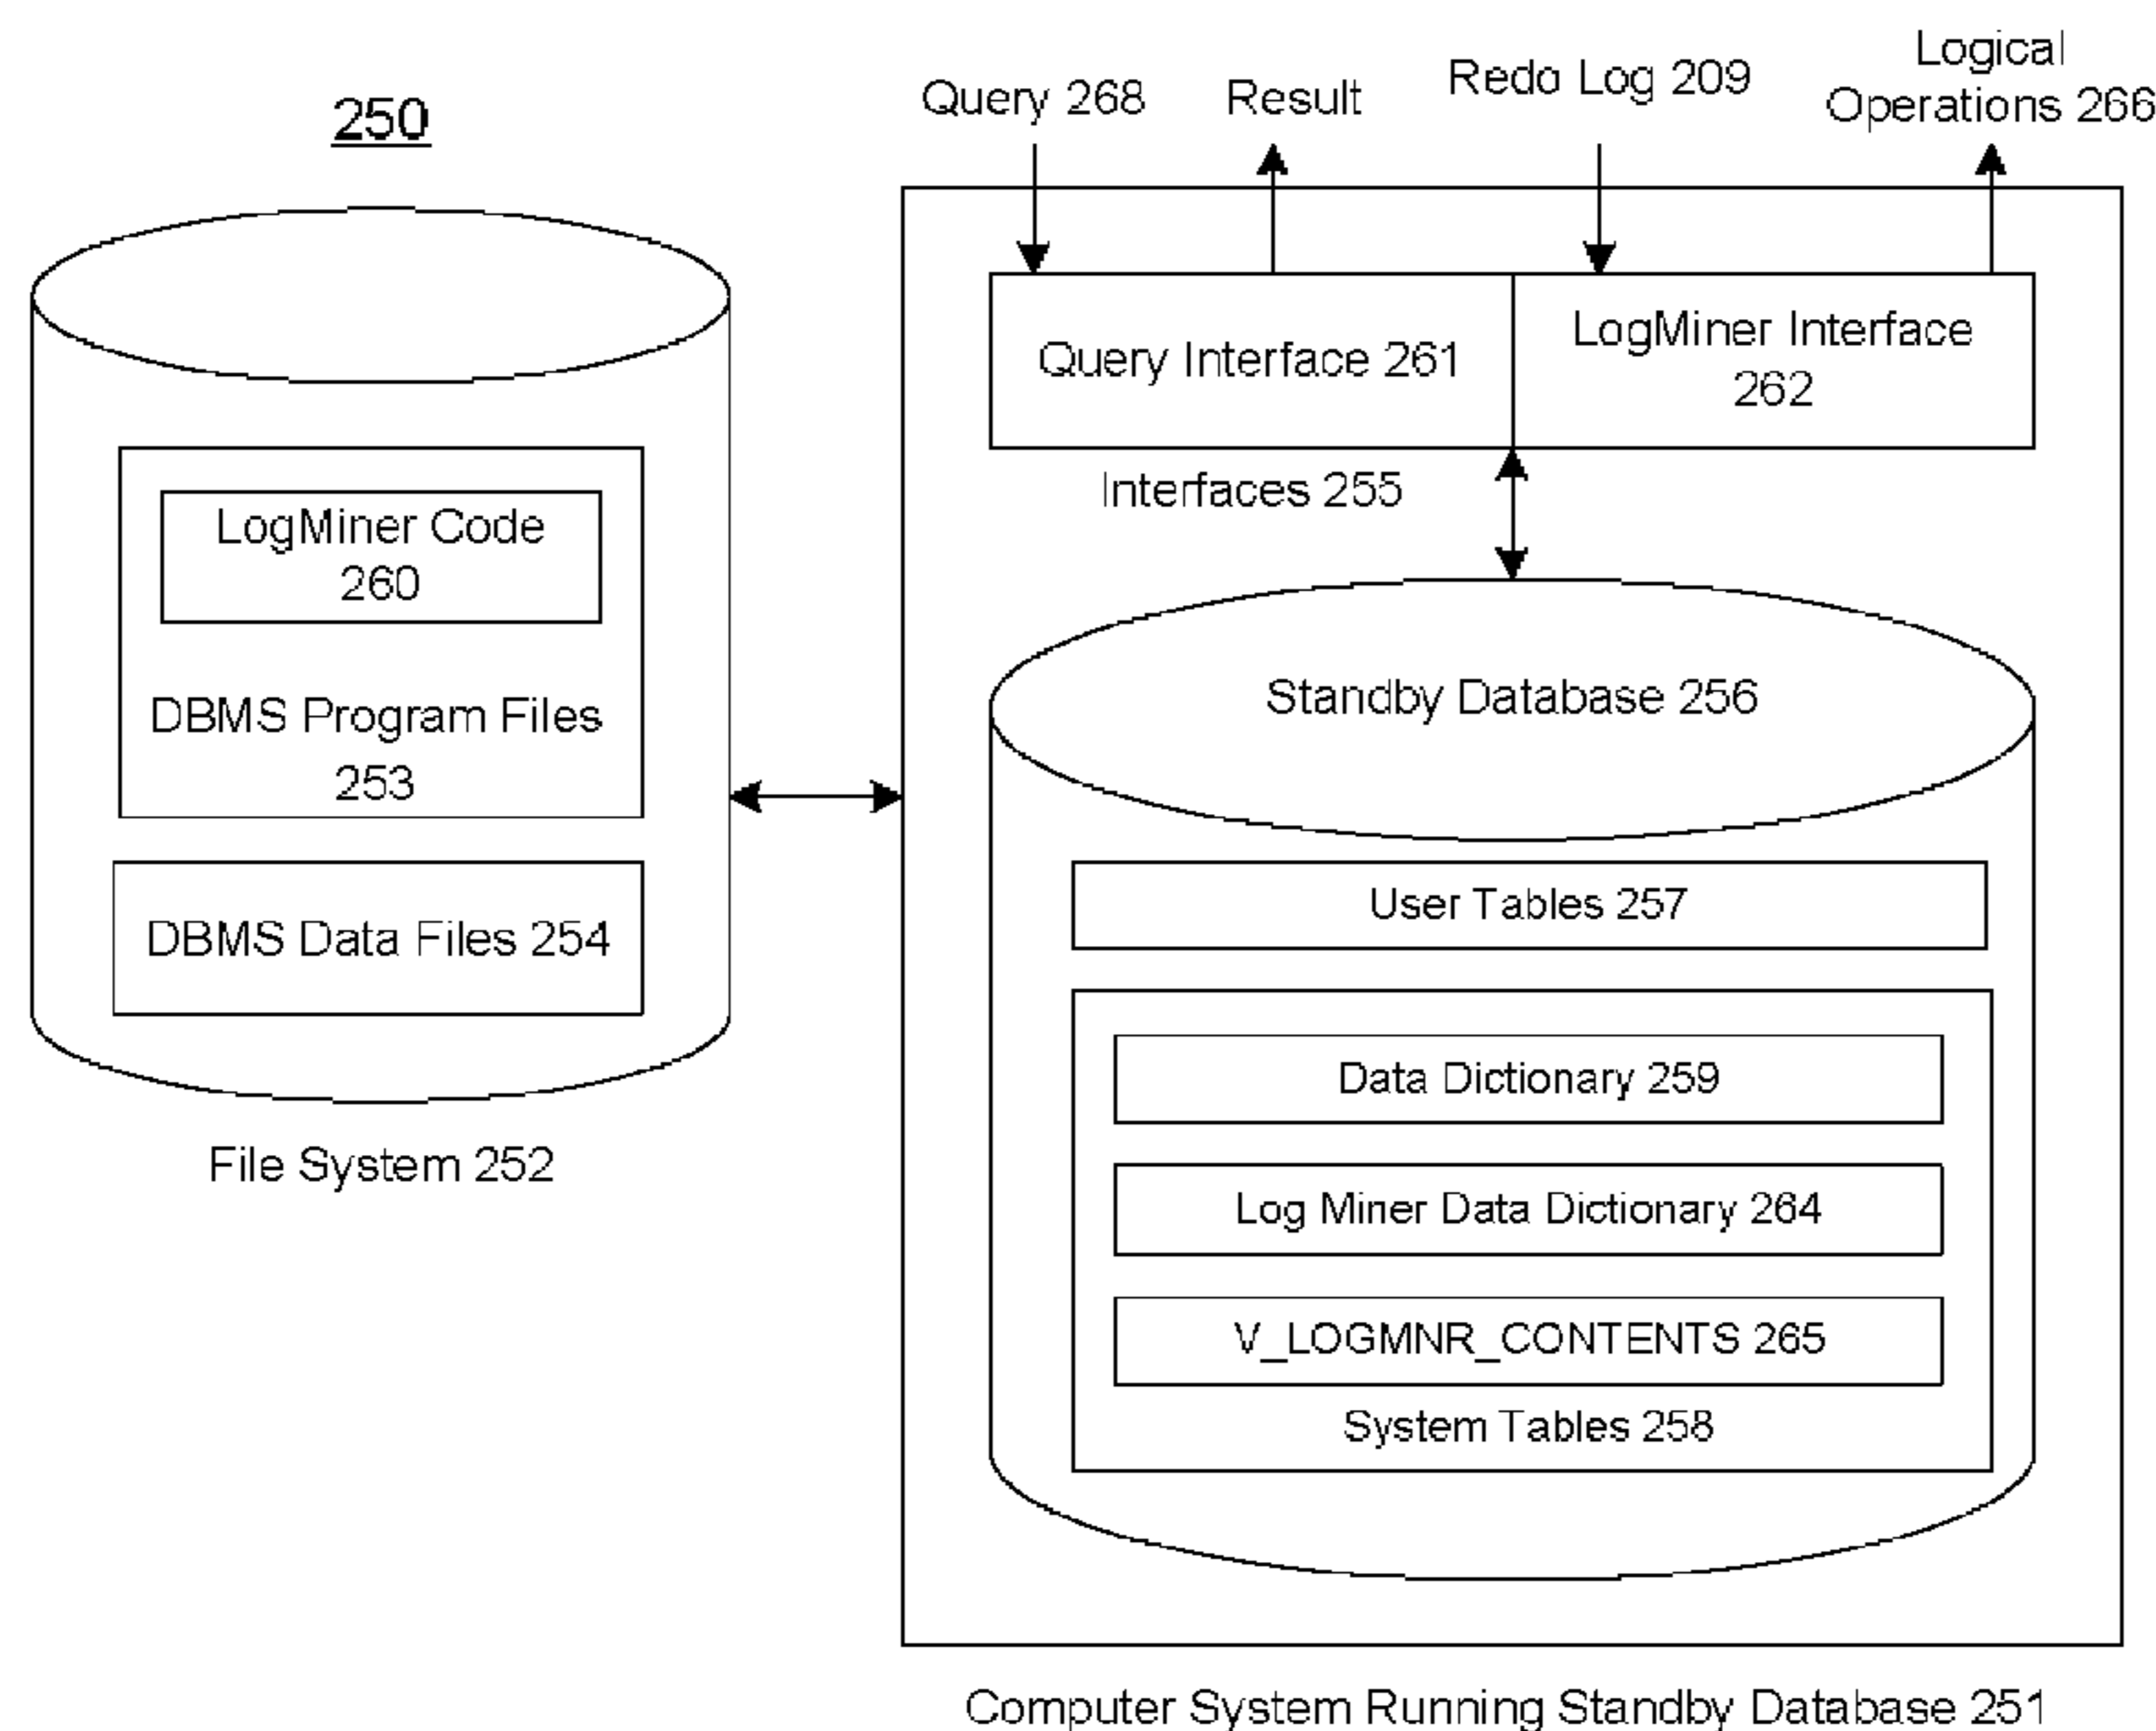 250
Query 268
Result
Redo Log 209
Logical
Operations 266
Query Interface 261
LogMiner Interface
262
Interfaces 255
LogMiner Code
260
DBMS Program Files
253
DBMS Data Files 254
File System 252
Standby Database 256
User Tables 257
Data Dictionary 259
Log Miner Data Dictionary 264
V_LOGMNR_CONTENTS 265
System Tables 258
Computer System Running Standby Database 251